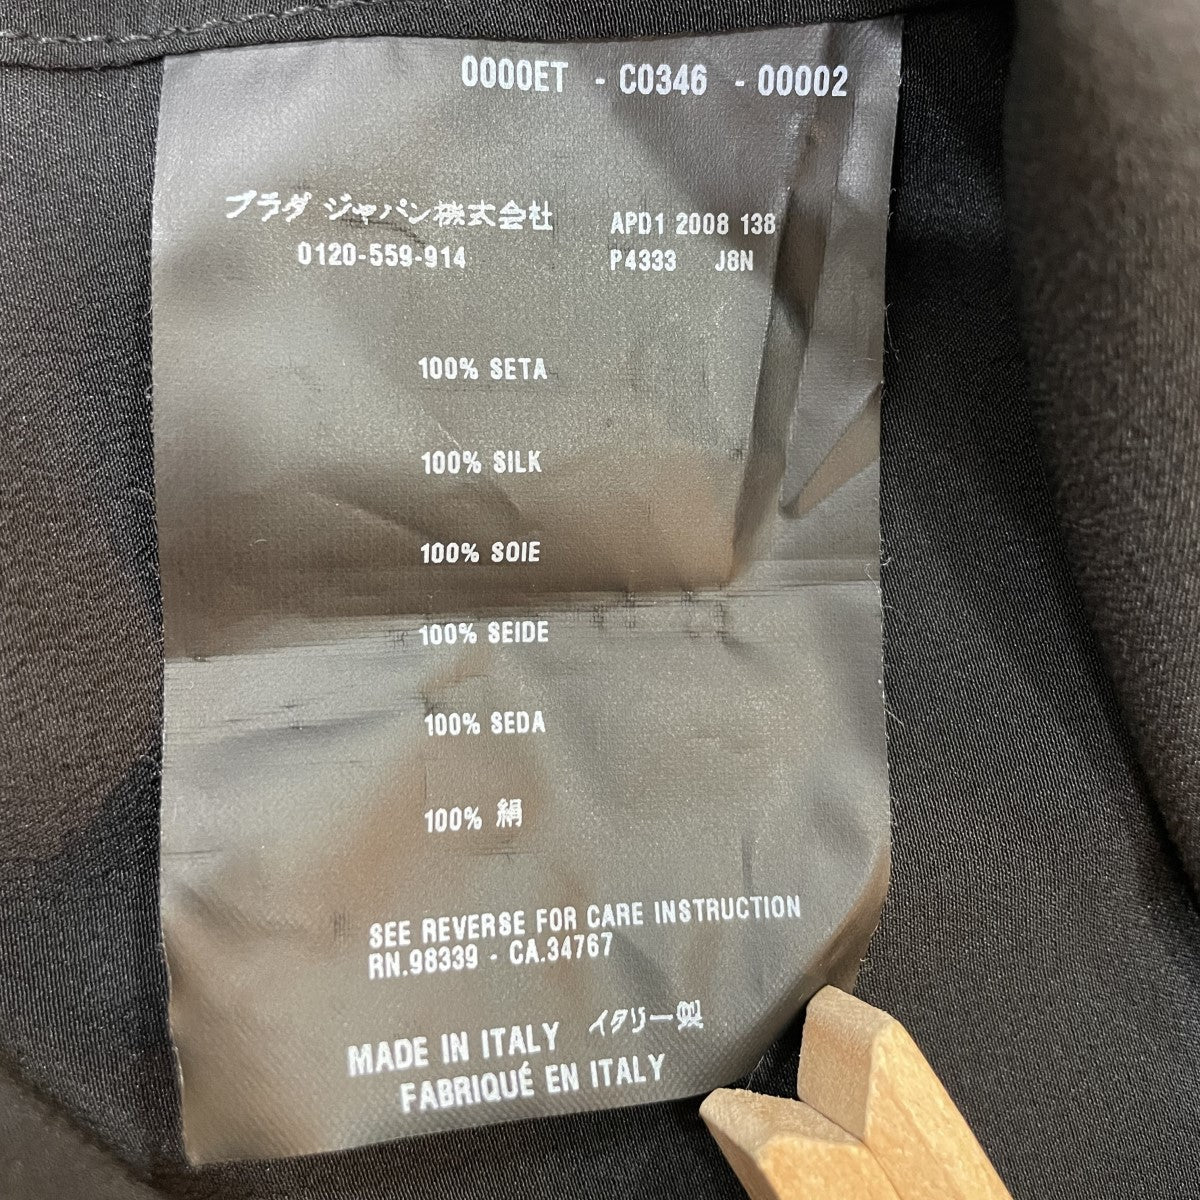 0000ET - C0346 - 00002
プラダ ジャパン株式会社
0120-559-914
APD1 2008 138
P4333 J8N
100% SETA
100% SILK
100% SOIE
100% SEIDE
100% SEDA
100% 絹
SEE REVERSE FOR CARE INSTRUCTION
RN.98339 - CA.34767
MADE IN ITALY イタリー製
FABRIQUÉ EN ITALY